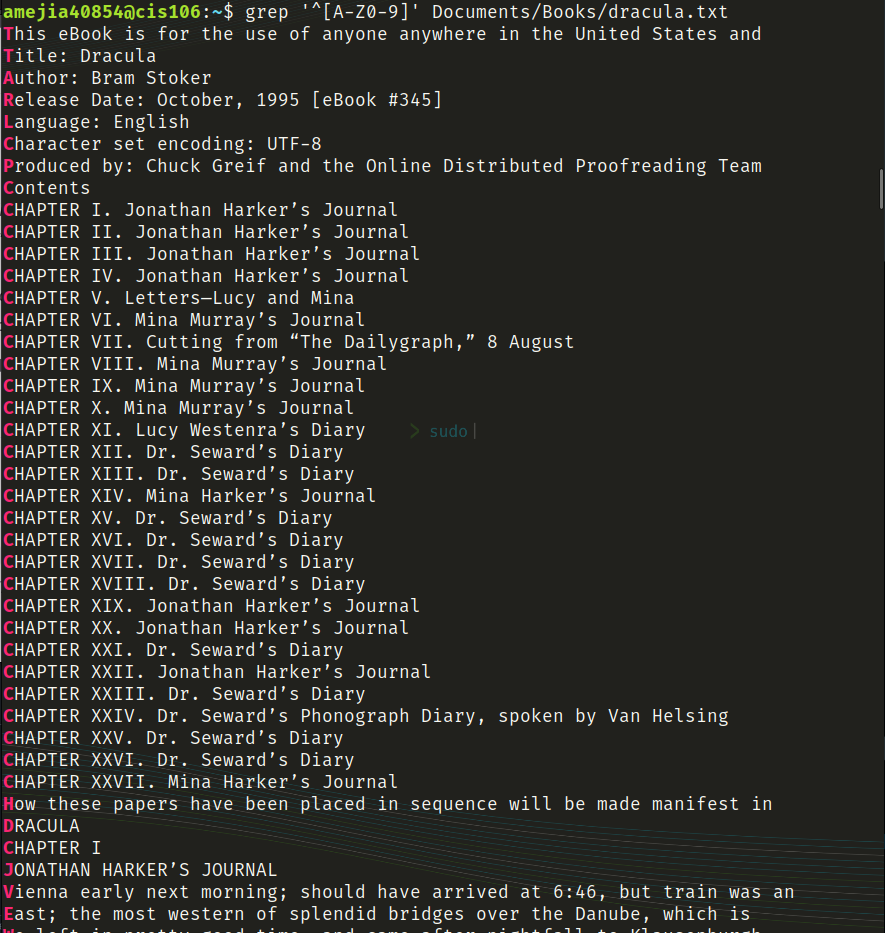 amejia40854@cis106:~$ grep '^[A-Z0-9]' Documents/Books/dracula.txt
This eBook is for the use of anyone anywhere in the United States and
Title: Dracula
Author: Bram Stoker
Release Date: October, 1995 [eBook #345]
Language: English
Character set encoding: UTF-8
Produced by: Chuck Greif and the Online Distributed Proofreading Team
Contents
CHAPTER I. Jonathan Harker’s Journal
CHAPTER II. Jonathan Harker’s Journal
CHAPTER III. Jonathan Harker’s Journal
CHAPTER IV. Jonathan Harker’s Journal
CHAPTER V. Letters—Lucy and Mina
CHAPTER VI. Mina Murray’s Journal
CHAPTER VII. Cutting from “The Dailygraph,” 8 August
CHAPTER VIII. Mina Murray’s Journal
CHAPTER IX. Mina Murray’s Journal
CHAPTER X. Mina Murray’s Journal
CHAPTER XI. Lucy Westenra’s Diary
> sudo|
CHAPTER XII. Dr. Seward’s Diary
CHAPTER XIII. Dr. Seward’s Diary
CHAPTER XIV. Mina Harker’s Journal
CHAPTER XV. Dr. Seward’s Diary
CHAPTER XVI. Dr. Seward’s Diary
CHAPTER XVII. Dr. Seward’s Diary
CHAPTER XVIII. Dr. Seward’s Diary
CHAPTER XIX. Jonathan Harker’s Journal
CHAPTER XX. Jonathan Harker’s Journal
CHAPTER XXI. Dr. Seward’s Diary
CHAPTER XXII. Jonathan Harker’s Journal
CHAPTER XXIII. Dr. Seward’s Diary
CHAPTER XXIV. Dr. Seward’s Phonograph Diary, spoken by Van Helsing
CHAPTER XXV. Dr. Seward’s Diary
CHAPTER XXVI. Dr. Seward’s Diary
CHAPTER XXVII. Mina Harker’s Journal
How these papers have been placed in sequence will be made manifest in
DRACULA
CHAPTER I
JONATHAN HARKER’S JOURNAL
Vienna early next morning; should have arrived at 6:46, but train was an
East; the most western of splendid bridges over the Danube, which is
We left in pretty good time, and came after nightfall to Klausenburgh.